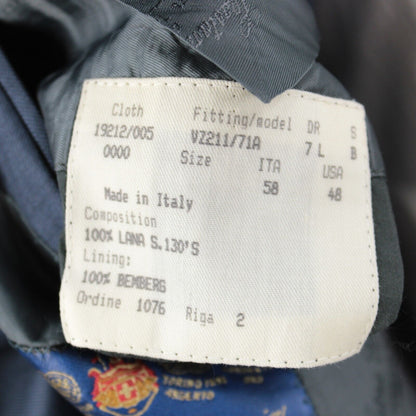 Cloth Fitting/model DR S
19212/005 VZ211/71A 7 L B
0000 Size ITA USA
58 48
Made in Italy
Composition
100% LANA S.130'S
Lining:
100% BEMBERG
Ordine 1076 Riga 2